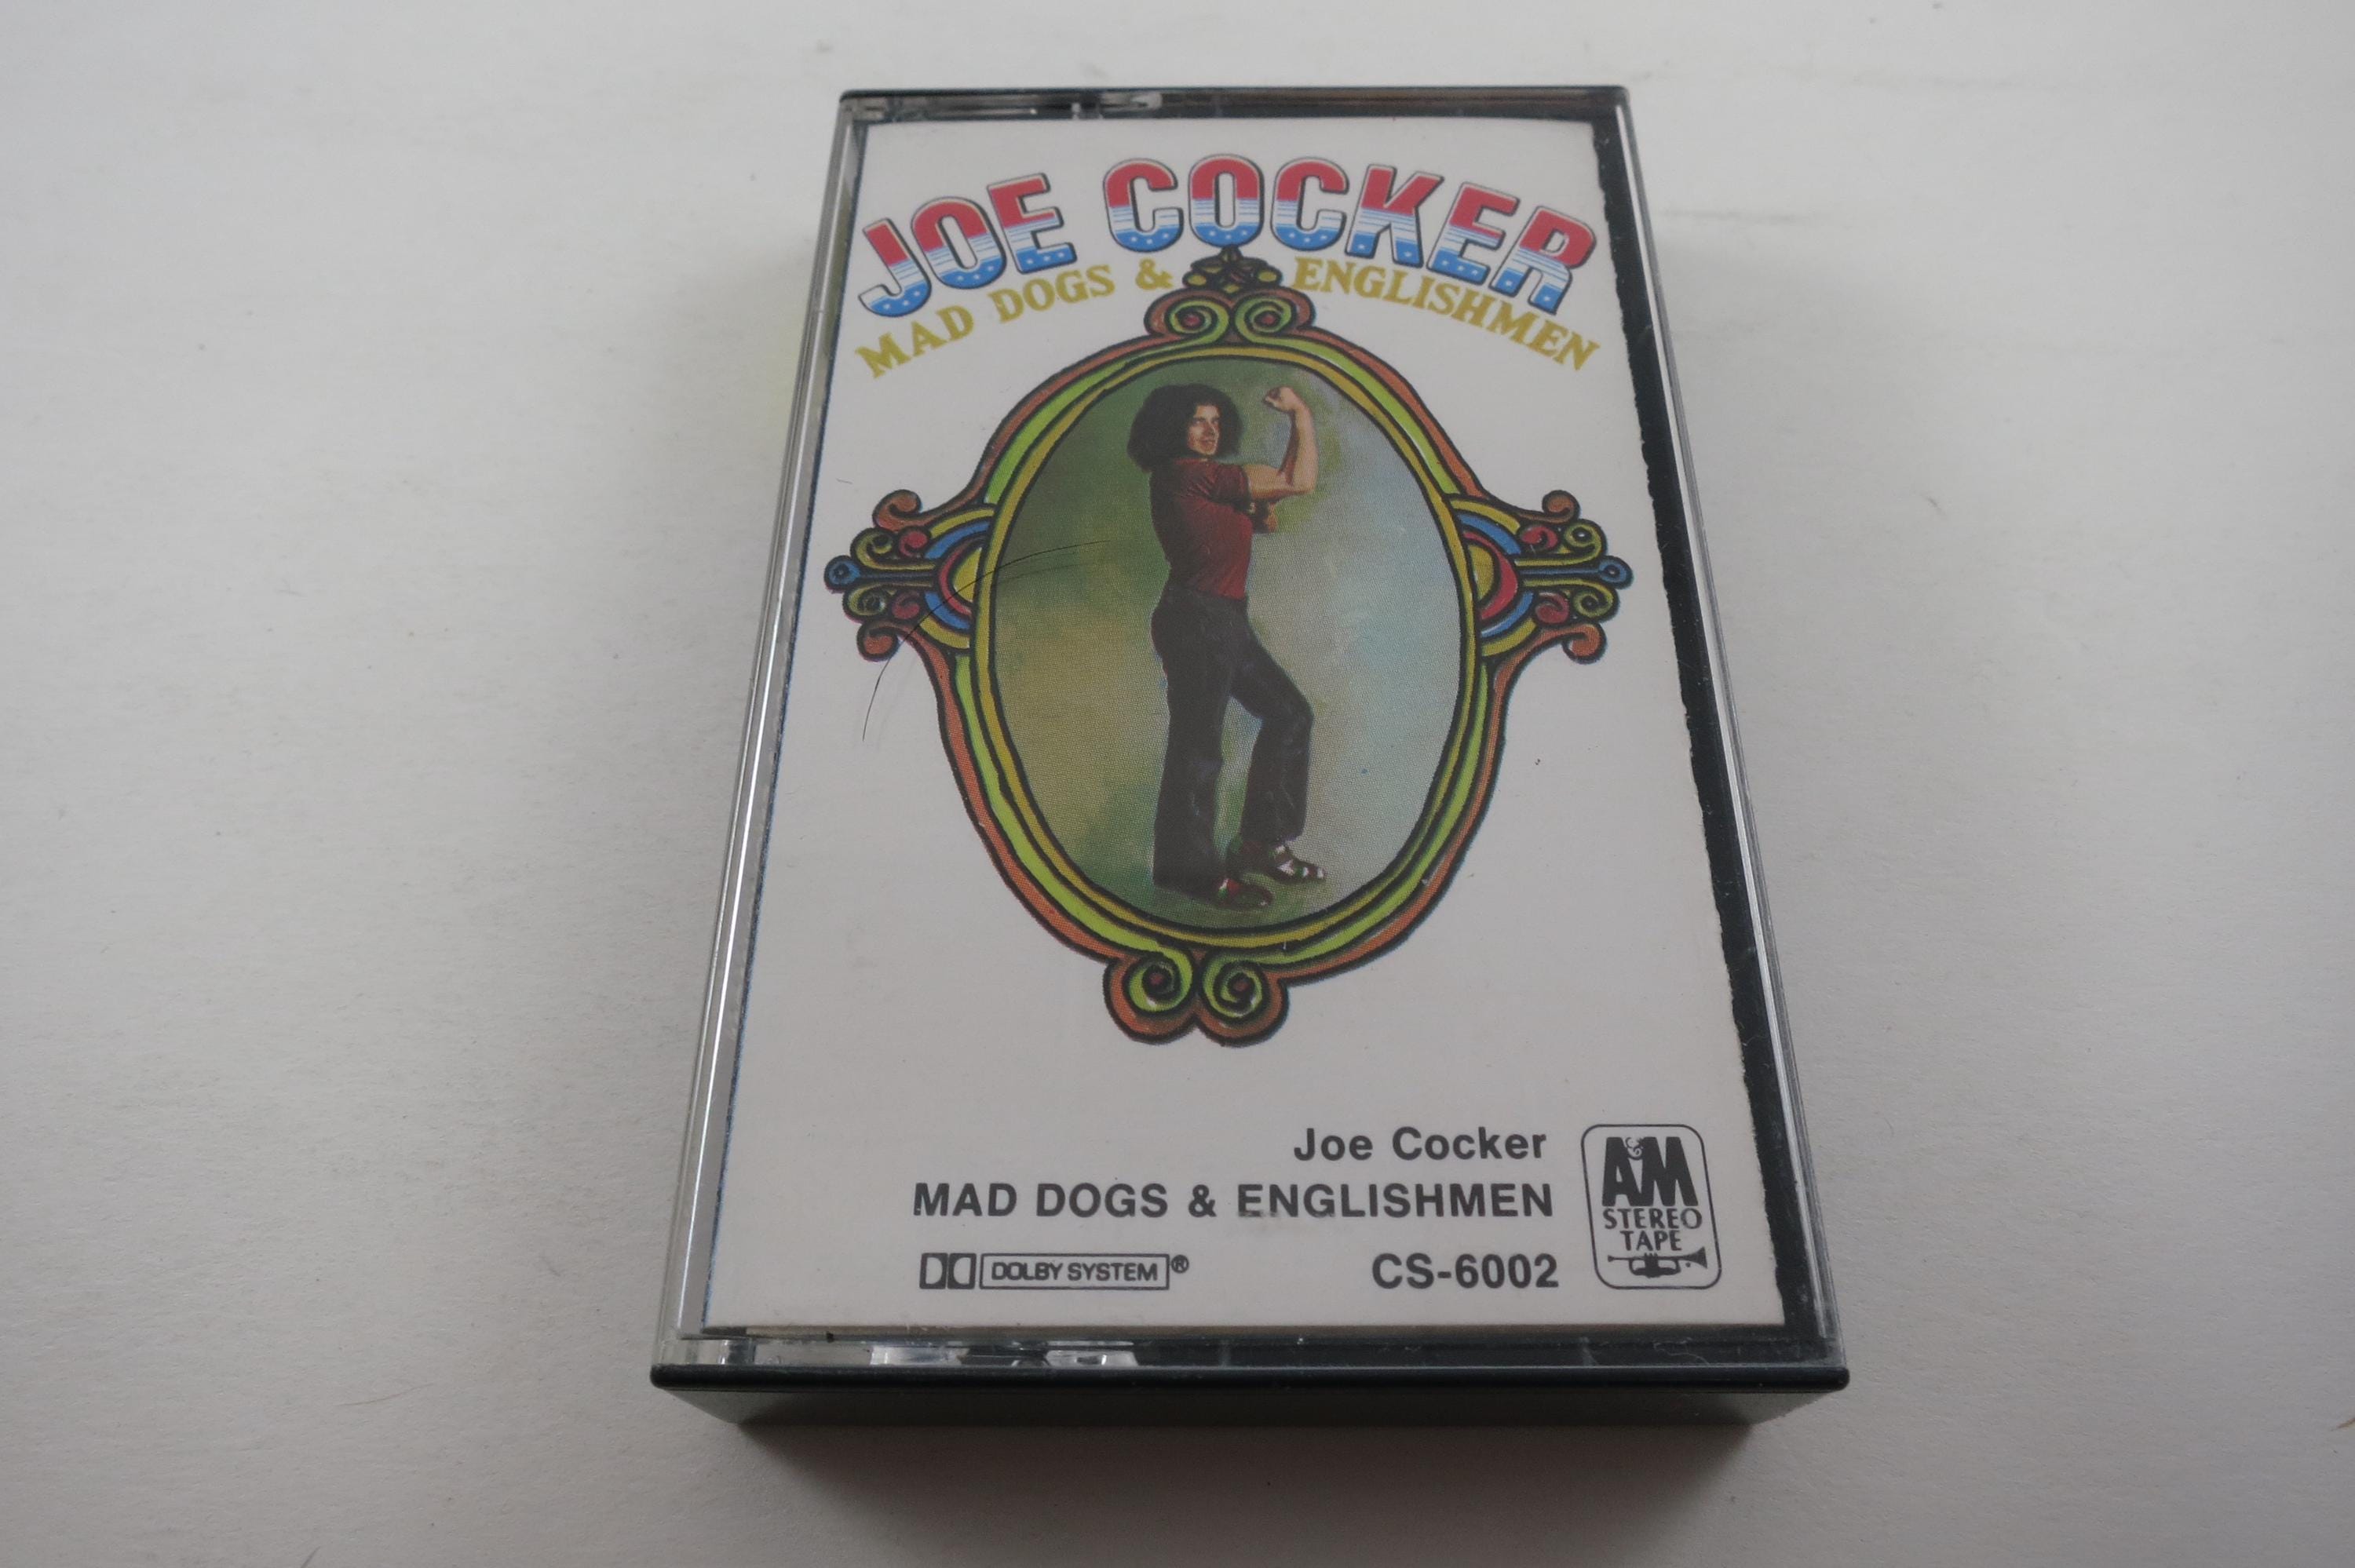 JOE COCKER
MAD DOGS & ENGLISHMEN
Joe Cocker
MAD DOGS & ENGLISHMEN
DOLBY SYSTEM®
CS-6002
A&M
STEREO
TAPE